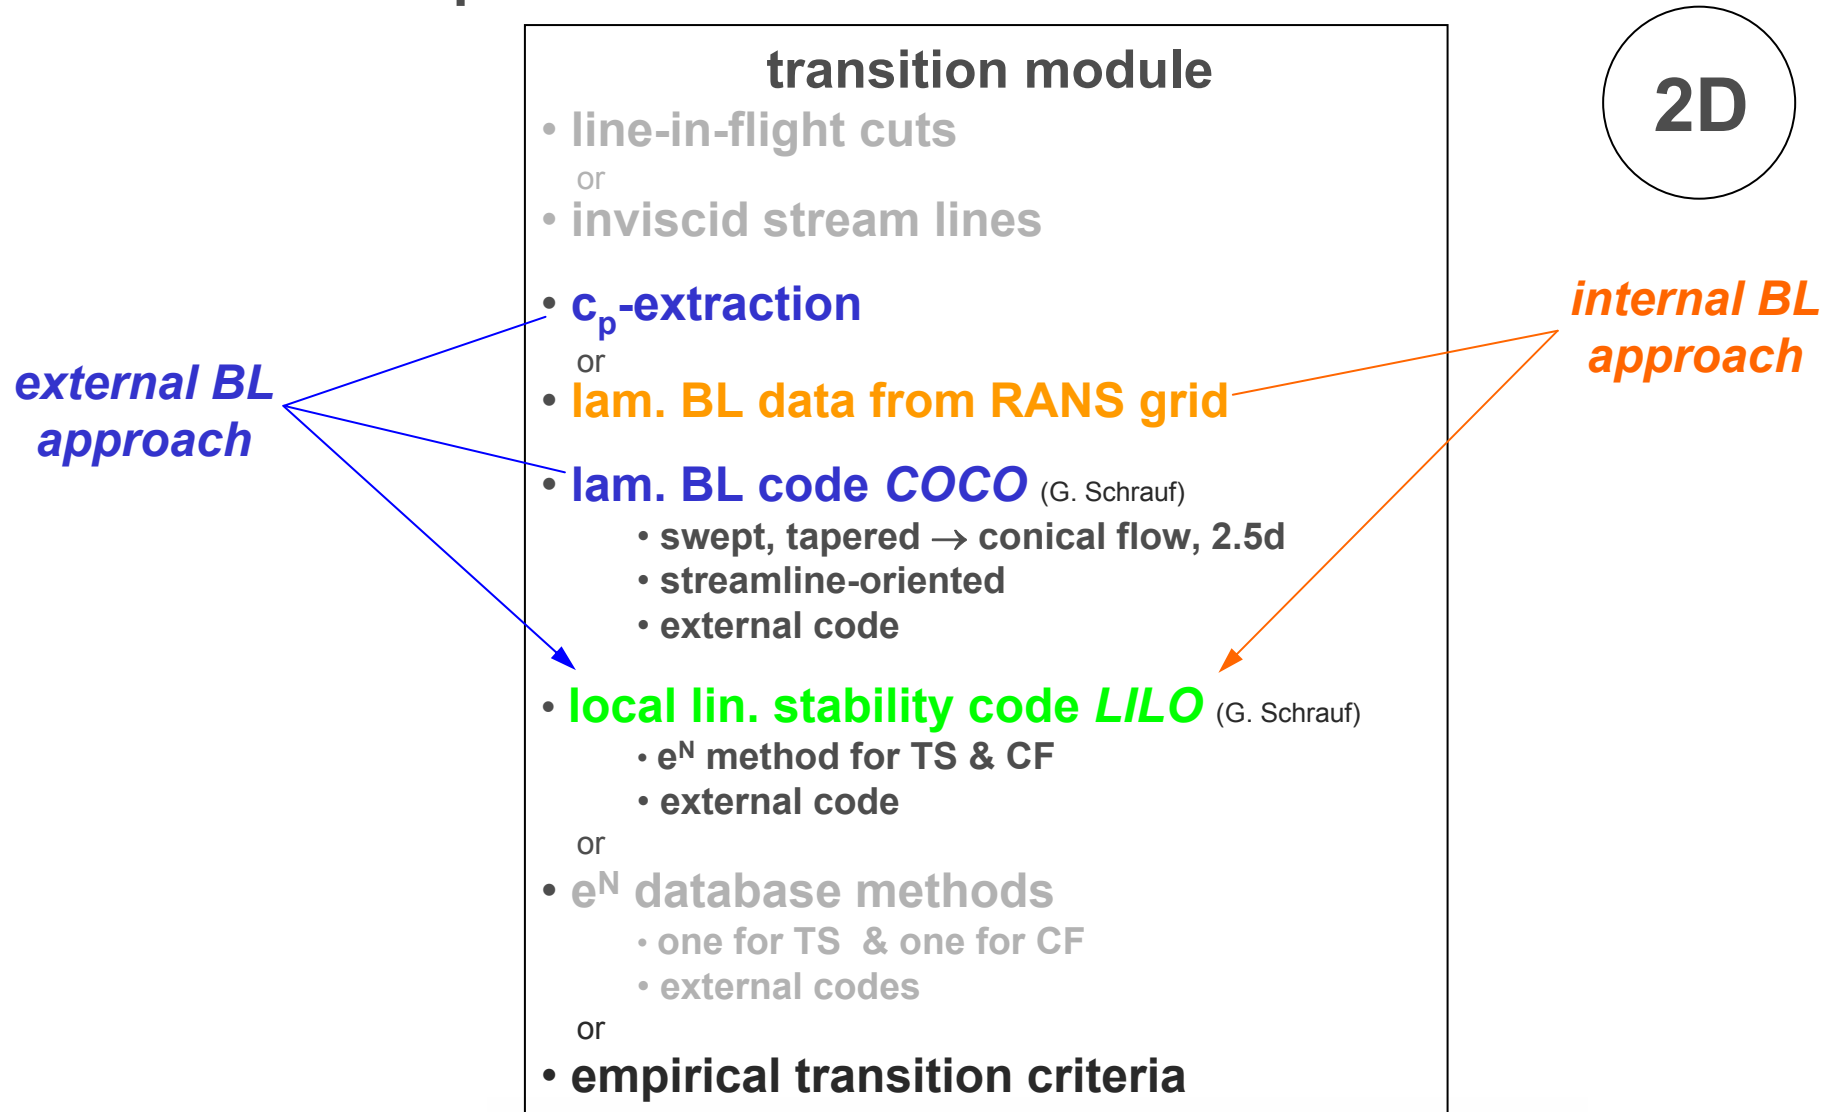 transition module
2D
• line-in-flight cuts
or
• inviscid stream lines
• cp-extraction
or
• lam. BL data from RANS grid
internal BL
approach
external BL
approach
• lam. BL code COCO (G. Schrauf)
• swept, tapered → conical flow, 2.5d
• streamline-oriented
• external code
• local lin. stability code LILO (G. Schrauf)
• eN method for TS & CF
• external code
or
• eN database methods
• one for TS & one for CF
• external codes
or
• empirical transition criteria